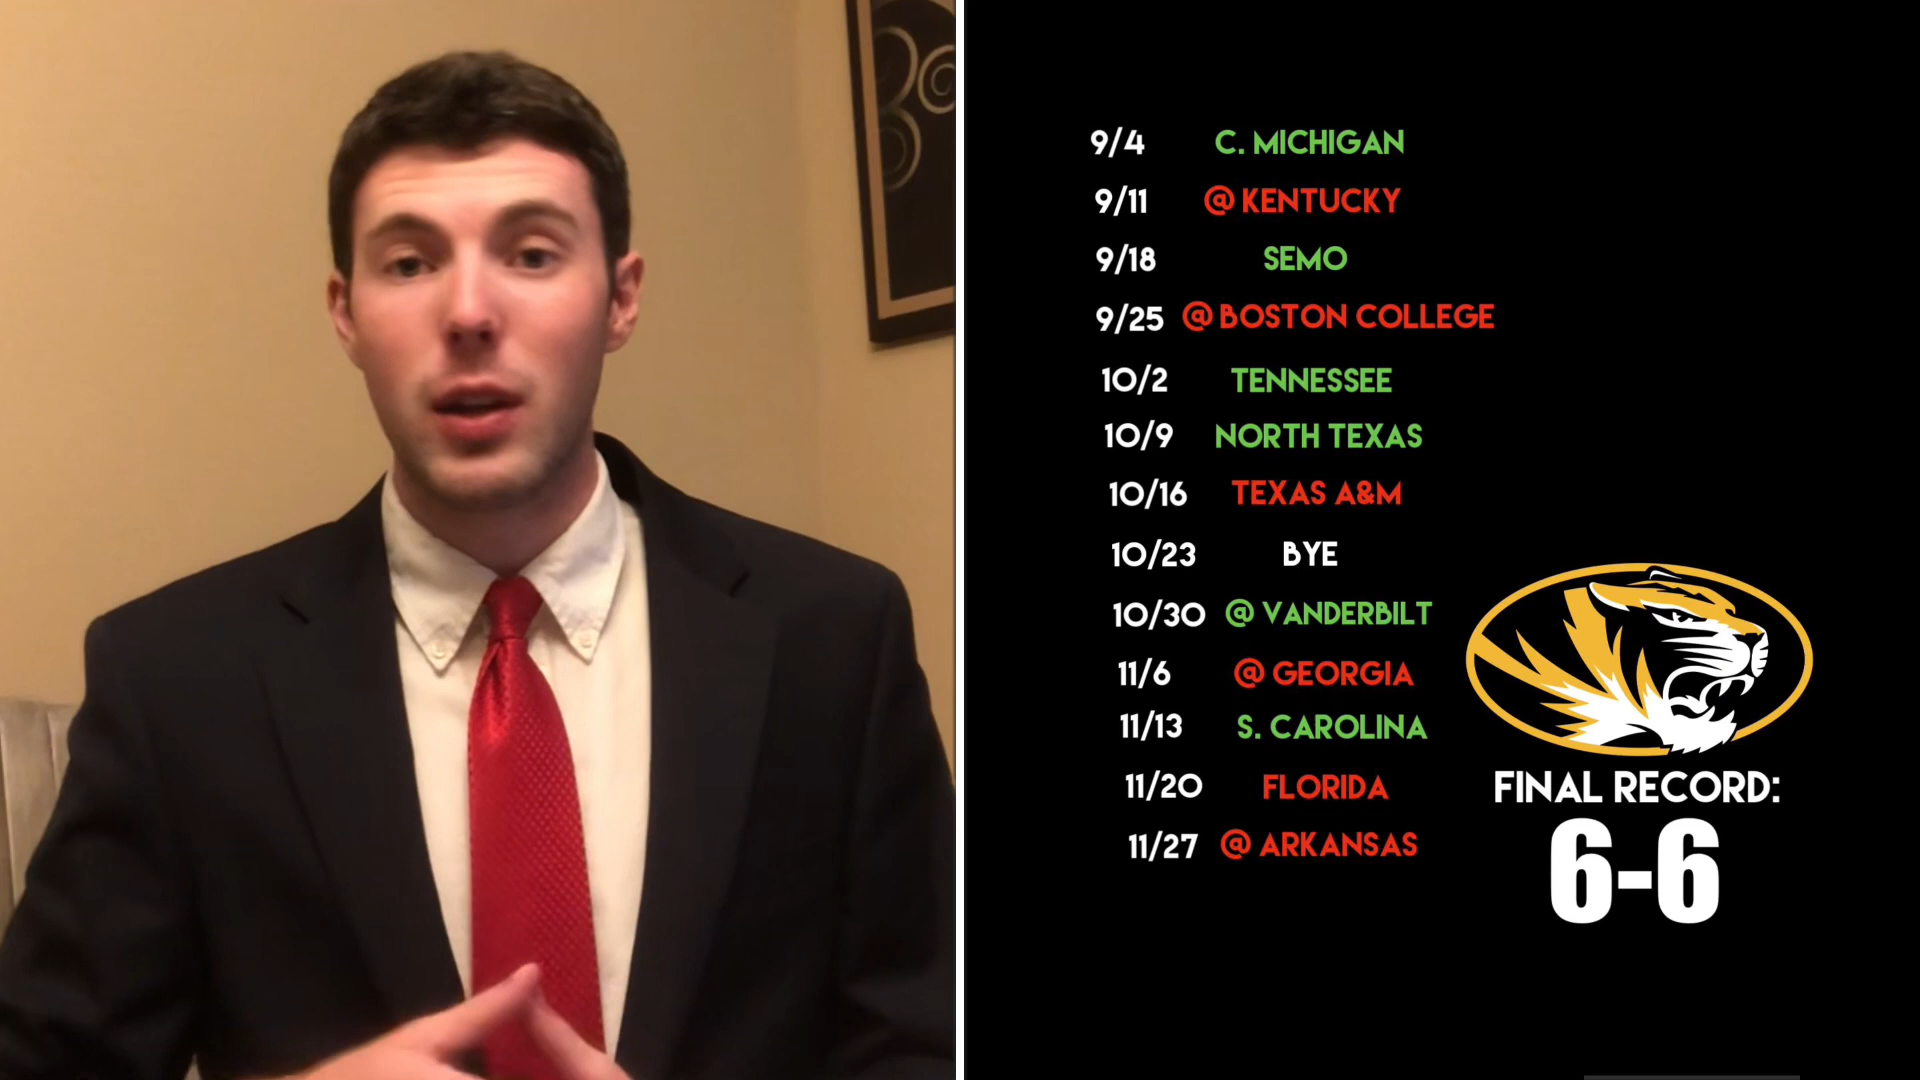 9/4 C. MICHIGAN
9/11 @ KENTUCKY
9/18 SEMO
9/25 @ BOSTON COLLEGE
10/2 TENNESSEE
10/9 NORTH TEXAS
10/16 TEXAS A&M
10/23 BYE
10/30 @ VANDERBILT
11/6 @ GEORGIA
11/13 S. CAROLINA
11/20 FLORIDA
11/27 @ ARKANSAS
FINAL RECORD:
6-6